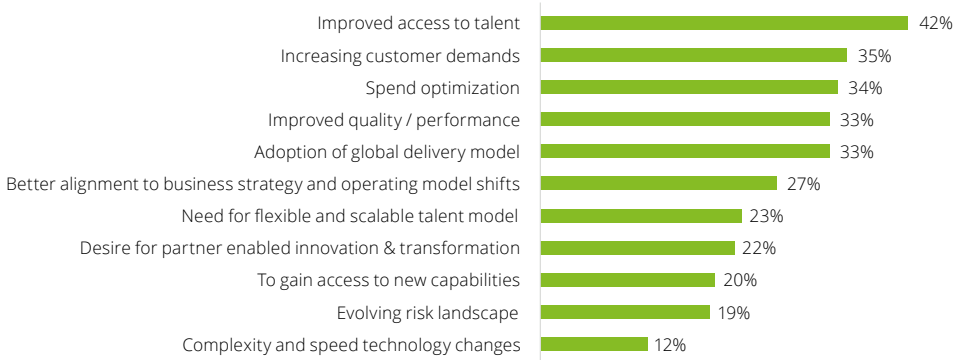 Improved access to talent 42%
Increasing customer demands 35%
Spend optimization 34%
Improved quality / performance 33%
Adoption of global delivery model 33%
Better alignment to business strategy and operating model shifts 27%
Need for flexible and scalable talent model 23%
Desire for partner enabled innovation & transformation 22%
To gain access to new capabilities 20%
Evolving risk landscape 19%
Complexity and speed technology changes 12%